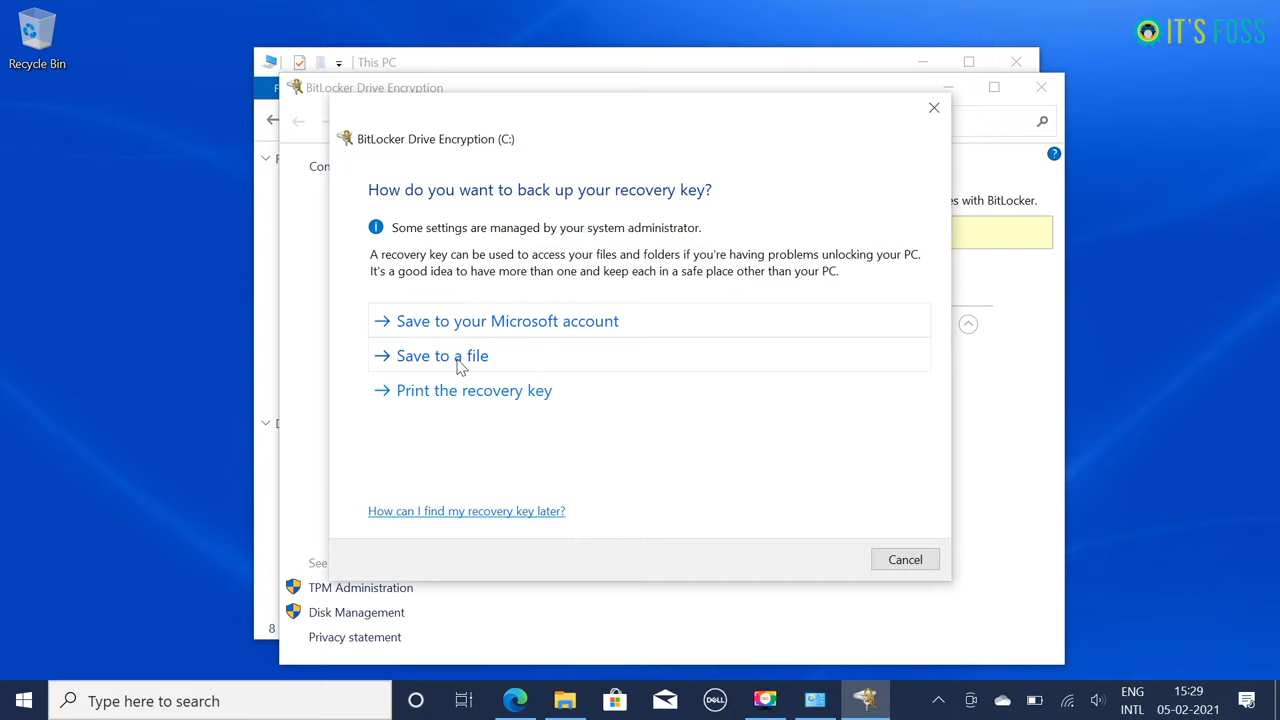 Recycle Bin
IT'S FOSS
This PC
BitLocker Drive Encryption
BitLocker Drive Encryption (C:)
Con
How do you want to back up your recovery key?
es with BitLocker.
Some settings are managed by your system administrator.
A recovery key can be used to access your files and folders if you're having problems unlocking your PC.
It's a good idea to have more than one and keep each in a safe place other than your PC.
Save to your Microsoft account
Save to a file
Print the recovery key
How can I find my recovery key later?
Cancel
See
TPM Administration
Disk Management
8
Privacy statement
Type here to search
DELL
ENG
INTL
15:29
05-02-2021